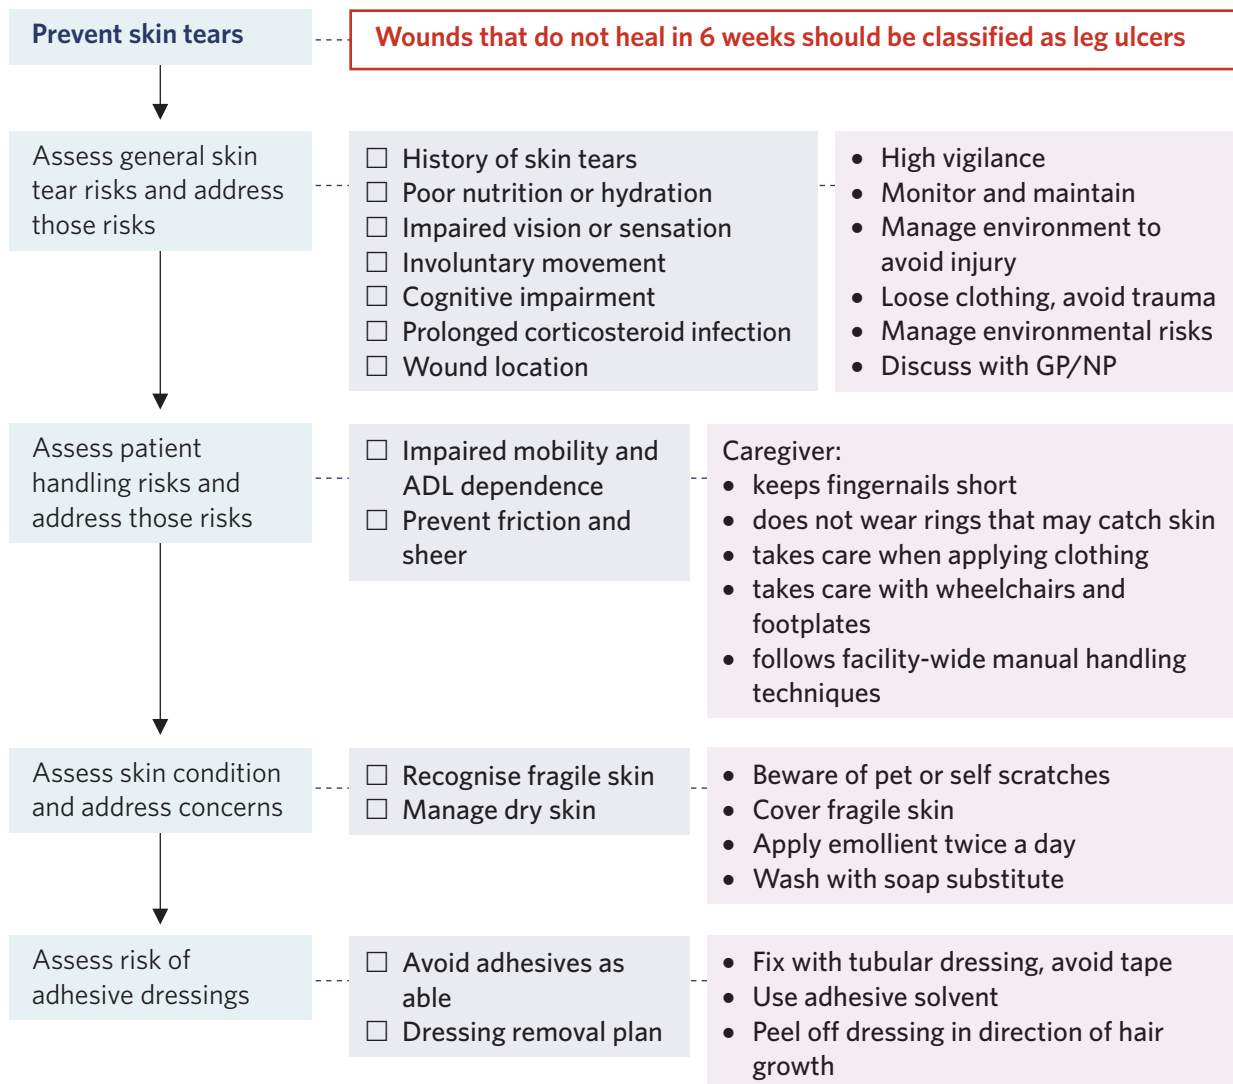 Prevent skin tears
Wounds that do not heal in 6 weeks should be classified as leg ulcers
Assess general skin
tear risks and address
those risks
☐ History of skin tears
☐ Poor nutrition or hydration
☐ Impaired vision or sensation
☐ Involuntary movement
☐ Cognitive impairment
☐ Prolonged corticosteroid infection
☐ Wound location
• High vigilance
• Monitor and maintain
• Manage environment to
avoid injury
• Loose clothing, avoid trauma
• Manage environmental risks
• Discuss with GP/NP
Assess patient
handling risks and
address those risks
☐ Impaired mobility and
ADL dependence
☐ Prevent friction and
sheer
Caregiver:
• keeps fingernails short
• does not wear rings that may catch skin
• takes care when applying clothing
• takes care with wheelchairs and
footplates
• follows facility-wide manual handling
techniques
Assess skin condition
and address concerns
☐ Recognise fragile skin
☐ Manage dry skin
• Beware of pet or self scratches
• Cover fragile skin
• Apply emollient twice a day
• Wash with soap substitute
Assess risk of
adhesive dressings
☐ Avoid adhesives as
able
☐ Dressing removal plan
• Fix with tubular dressing, avoid tape
• Use adhesive solvent
• Peel off dressing in direction of hair
growth